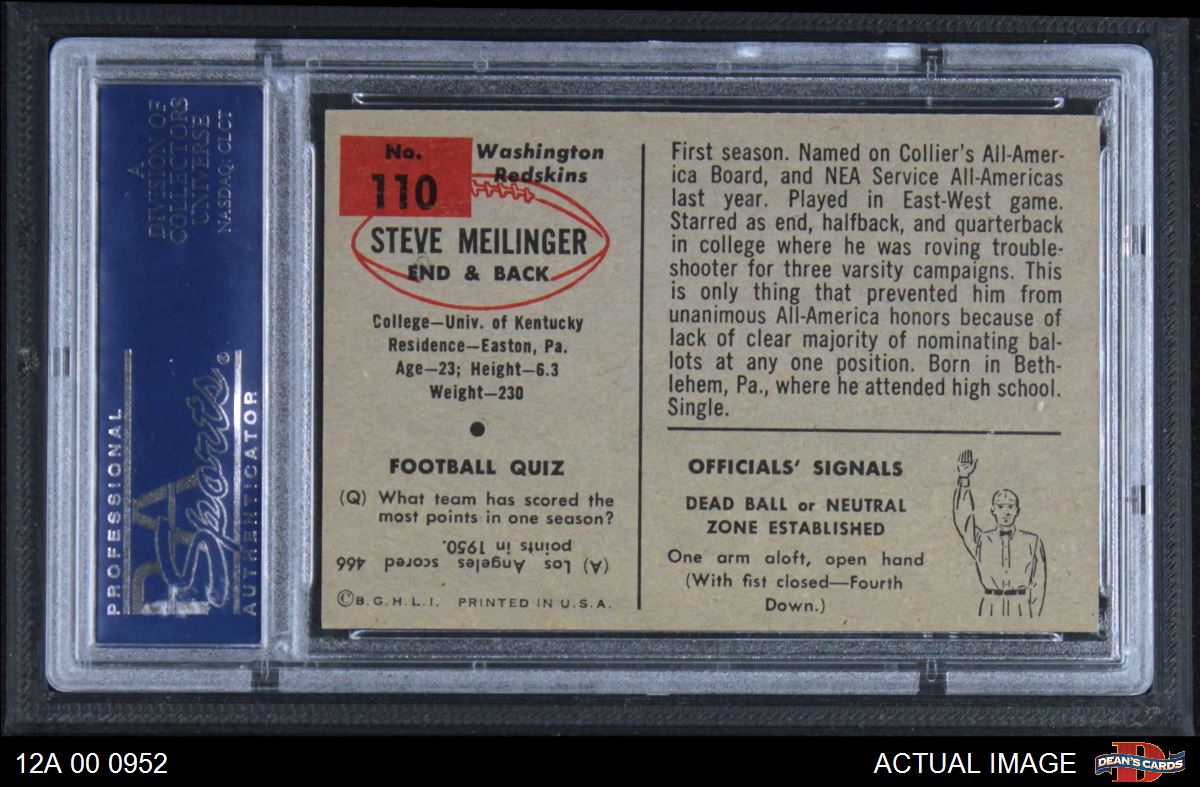 A
DIVISION OF
COLLECTORS
UNIVERSE
NASDAQ: CLCT
PROFESSIONAL
PSA
Sports®
AUTHENTICATOR
No.
110
Washington
Redskins
STEVE MEILINGER
END & BACK
College—Univ. of Kentucky
Residence—Easton, Pa.
Age—23; Height—6.3
Weight—230
FOOTBALL QUIZ
(Q) What team has scored the
most points in one season?
(A) Los Angeles scored 466
points in 1950.
©B.G.H.L.I. PRINTED IN U.S.A.
First season. Named on Collier's All-Amer-
ica Board, and NEA Service All-Americas
last year. Played in East-West game.
Starred as end, halfback, and quarterback
in college where he was roving trouble-
shooter for three varsity campaigns. This
is only thing that prevented him from
unanimous All-America honors because of
lack of clear majority of nominating bal-
lots at any one position. Born in Beth-
lehem, Pa., where he attended high school.
Single.
OFFICIALS' SIGNALS
DEAD BALL or NEUTRAL
ZONE ESTABLISHED
One arm aloft, open hand
(With fist closed—Fourth
Down.)
12A 00 0952
ACTUAL IMAGE
D
DEAN'S CARDS